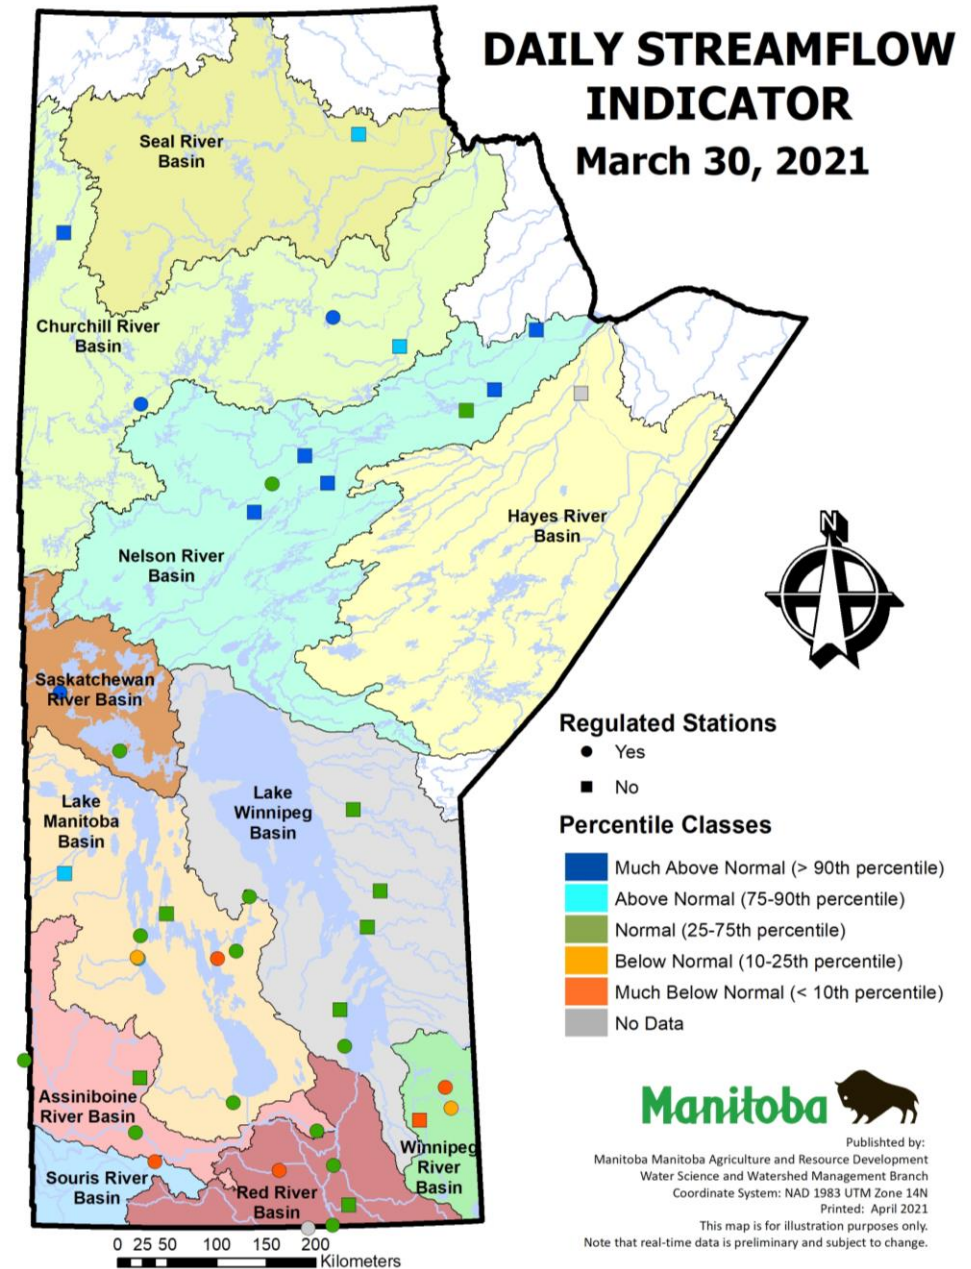 DAILY STREAMFLOW
INDICATOR
March 30, 2021
Seal River
Basin
Churchill River
Basin
Hayes River
Basin
Nelson River
Basin
N
Saskatchewan
River Basin
Lake
Manitoba
Basin
Lake
Winnipeg
Basin
Assiniboine
River Basin
Souris River
Basin
Red River
Basin
Winnipeg
River
Basin
0 25 50 100 150 200
Kilometers
Regulated Stations
Yes
No
Percentile Classes
Much Above Normal (> 90th percentile)
Above Normal (75-90th percentile)
Normal (25-75th percentile)
Below Normal (10-25th percentile)
Much Below Normal (< 10th percentile)
No Data
Manitoba
Publishted by:
Manitoba Manitoba Agriculture and Resource Development
Water Science and Watershed Management Branch
Coordinate System: NAD 1983 UTM Zone 14N
Printed: April 2021
This map is for illustration purposes only.
Note that real-time data is preliminary and subject to change.